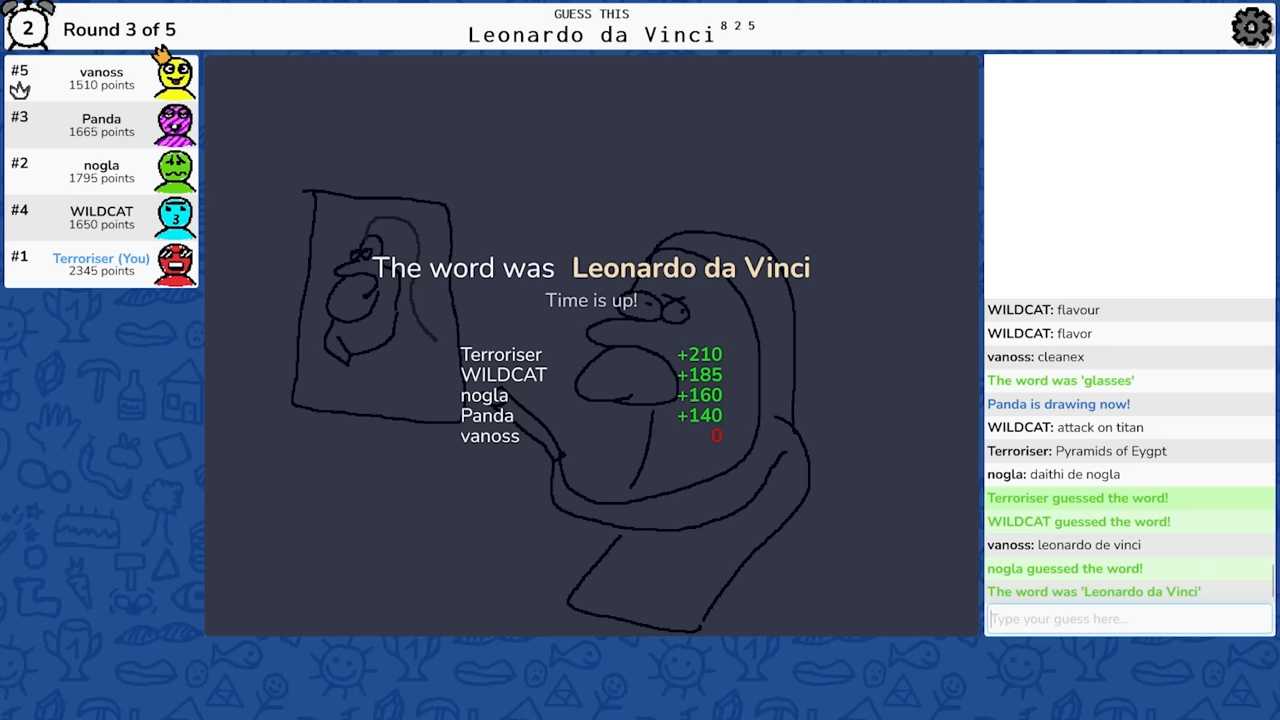 2
Round 3 of 5
GUESS THIS
Leonardo da Vinci 8 2 5
#5 vanoss
1510 points
#3 Panda
1665 points
#2 nogla
1795 points
#4 WILDCAT
1650 points
#1 Terroriser (You)
2345 points
The word was Leonardo da Vinci
Time is up!
Terroriser +210
WILDCAT +185
nogla +160
Panda +140
vanoss 0
WILDCAT: flavour
WILDCAT: flavor
vanoss: cleanex
The word was 'glasses'
Panda is drawing now!
WILDCAT: attack on titan
Terroriser: Pyramids of Eygpt
nogla: daithi de nogla
Terroriser guessed the word!
WILDCAT guessed the word!
vanoss: leonardo de vinci
nogla guessed the word!
The word was 'Leonardo da Vinci'
Type your guess here...